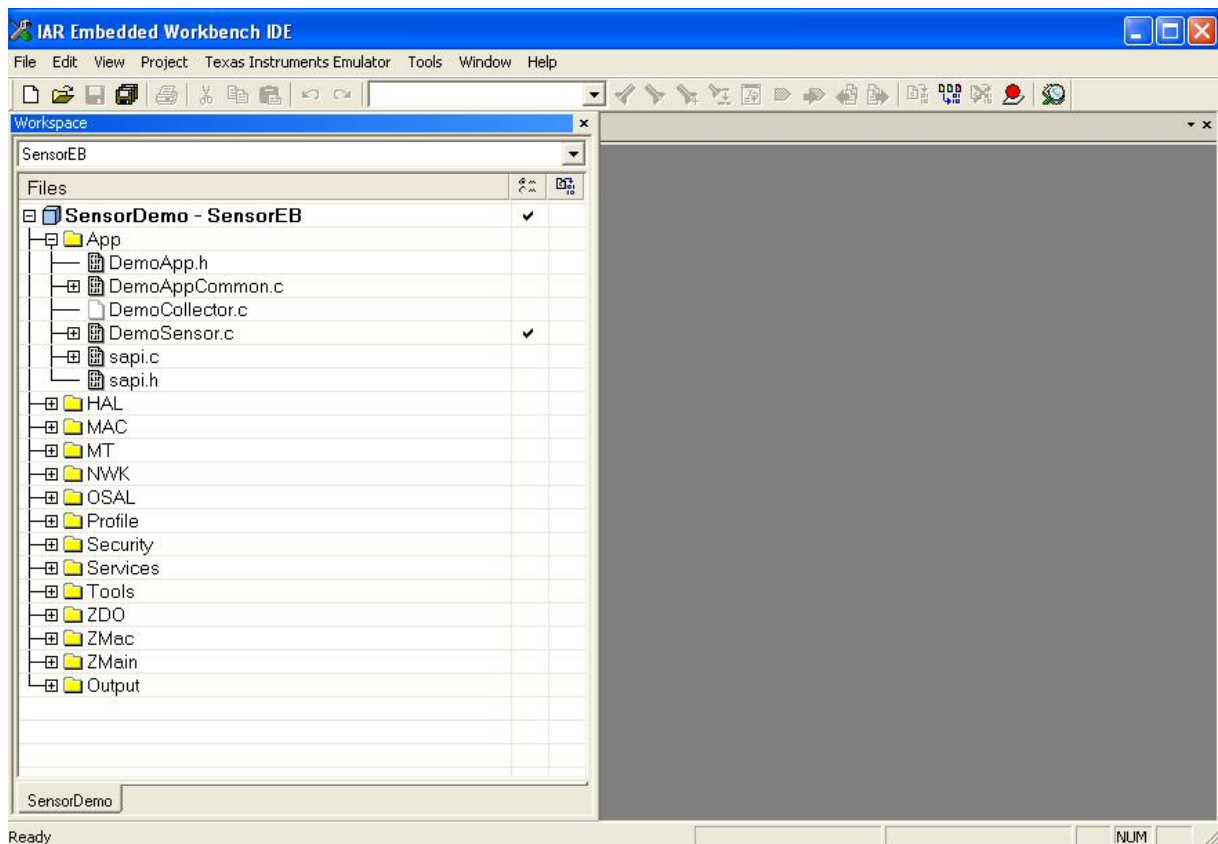 IAR Embedded Workbench IDE
File Edit View Project Texas Instruments Emulator Tools Window Help
Workspace
SensorEB
Files
SensorDemo - SensorEB
App
DemoApp.h
DemoAppCommon.c
DemoCollector.c
DemoSensor.c
sapi.c
sapi.h
HAL
MAC
MT
NWK
OSAL
Profile
Security
Services
Tools
ZDO
ZMac
ZMain
Output
SensorDemo
Ready
NUM